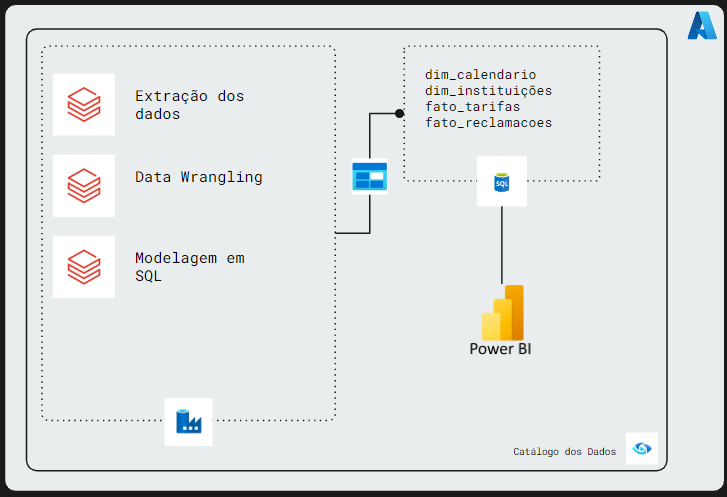 Extração dos
dados
Data Wrangling
Modelagem em
SQL
dim_calendario
dim_instituições
fato_tarifas
fato_reclamacoes
SQL
Power BI
Catálogo dos Dados